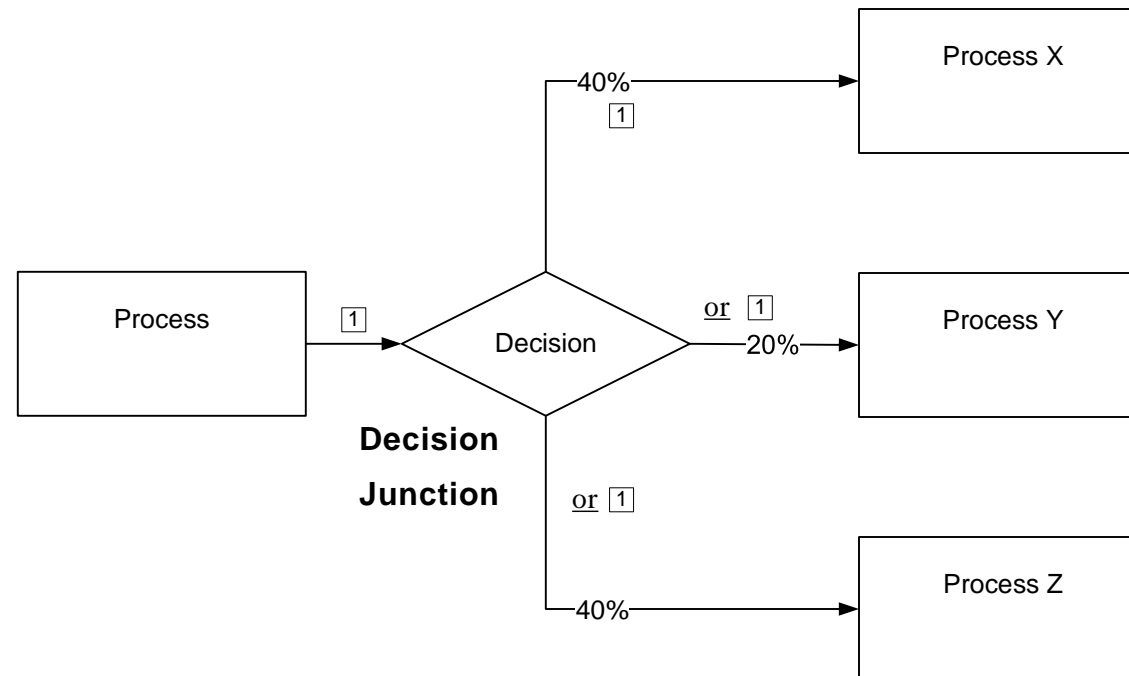 Process X
40%
1
Process
1
Decision
or 1
20%
Process Y
Decision
Junction
or 1
40%
Process Z